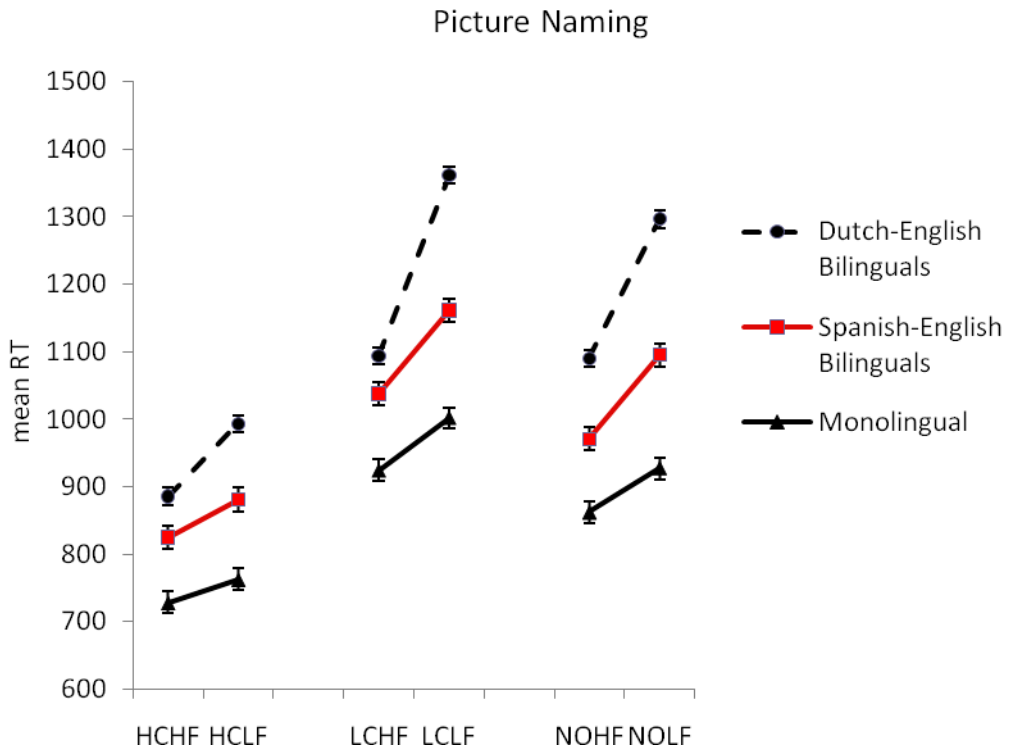 Picture Naming
1500
1400
1300
1200
1100
1000
900
800
700
600
mean RT
HCHF HCLF LCHF LCLF NOHF NOLF
Dutch-English
Bilinguals
Spanish-English
Bilinguals
Monolingual